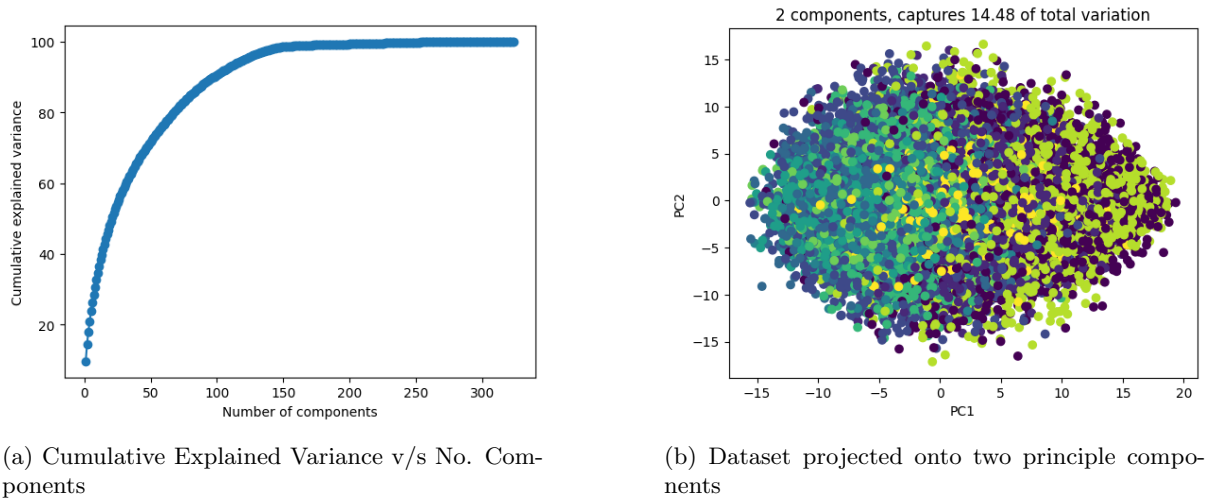 100
80
60
40
20
Cumulative explained variance
0 50 100 150 200 250 300
Number of components
(a) Cumulative Explained Variance v/s No. Com-
ponents
2 components, captures 14.48 of total variation
15
10
5
0
−5
−10
−15
PC2
−15 −10 −5 0 5 10 15 20
PC1
(b) Dataset projected onto two principle compo-
nents